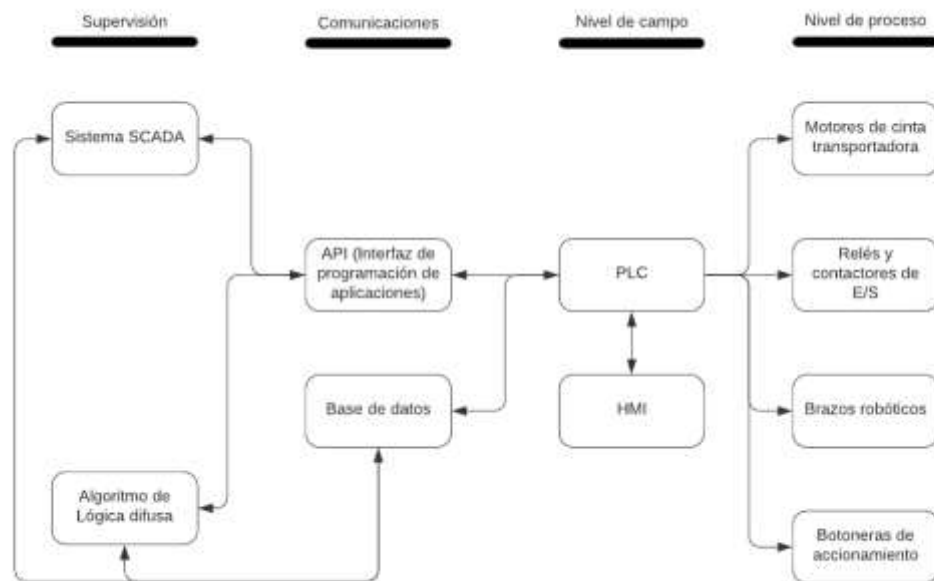 Supervisión
Comunicaciones
Nivel de campo
Nivel de proceso
Sistema SCADA
Motores de cinta
transportadora
API (Interfaz de
programación de
aplicaciones)
PLC
Relés y
contactores de
E/S
Base de datos
HMI
Brazos robóticos
Algoritmo de
Lógica difusa
Botoneras de
accionamiento